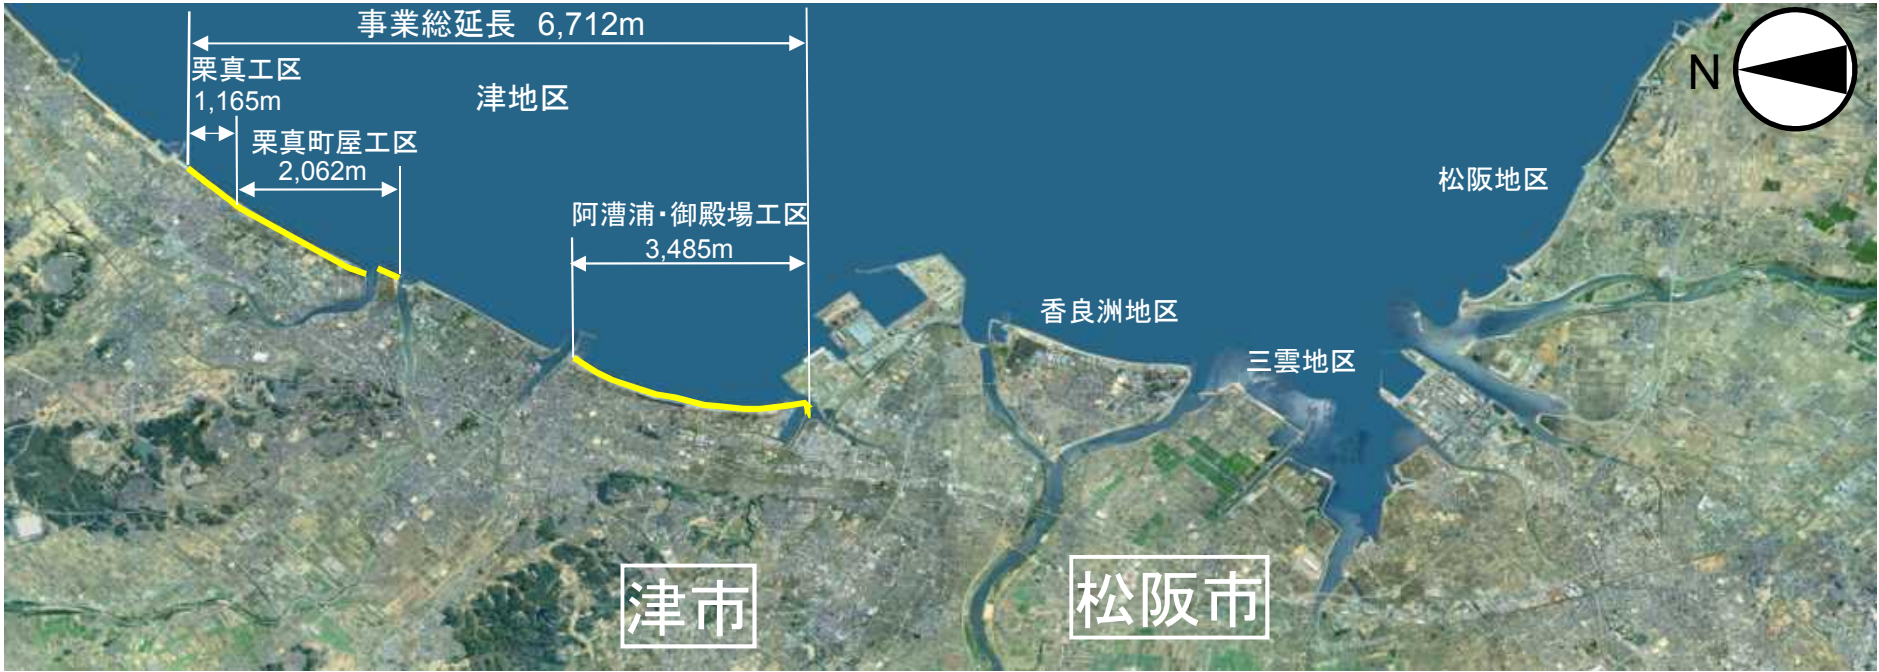 事業総延長 6,712m
栗真工区
1,165m
津地区
栗真町屋工区
2,062m
阿漕浦・御殿場工区
3,485m
N
松阪地区
香良洲地区
三雲地区
津市
松阪市